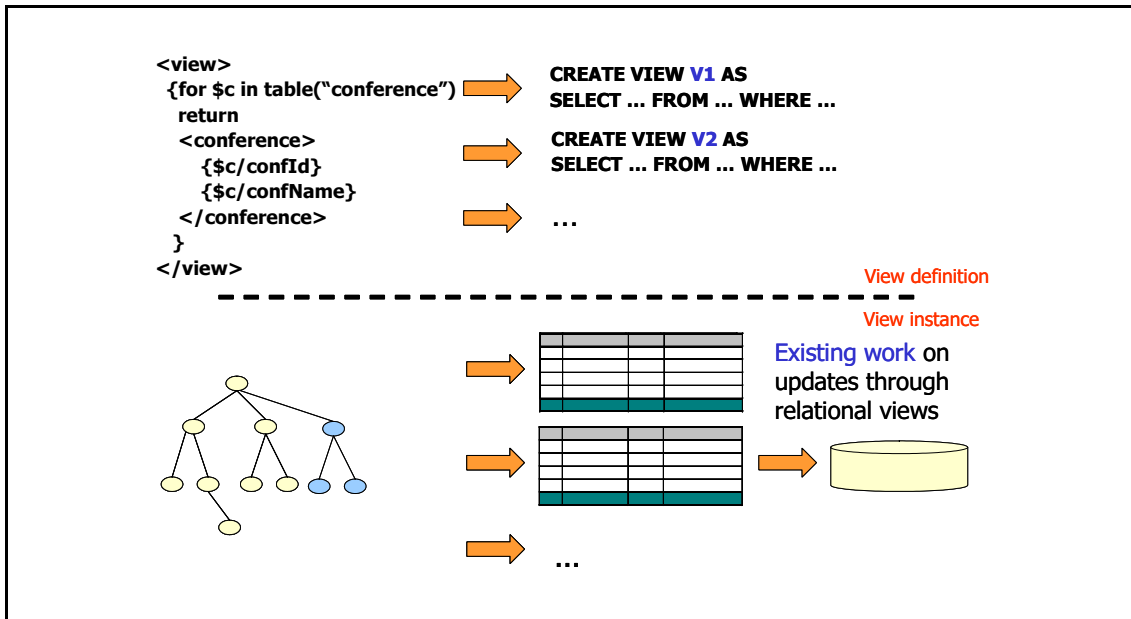 <view>
{for $c in table(“conference”)
return
<conference>
{$c/confId}
{$c/confName}
</conference>
}
</view>
CREATE VIEW V1 AS
SELECT ... FROM ... WHERE ...
CREATE VIEW V2 AS
SELECT ... FROM ... WHERE ...
...
View definition
View instance
Existing work on
updates through
relational views
...